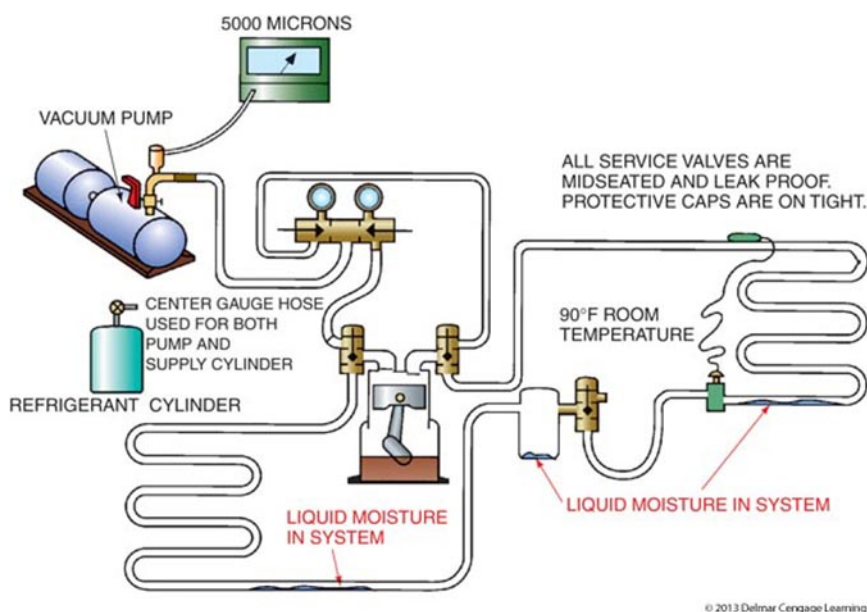 5000 MICRONS
VACUUM PUMP
ALL SERVICE VALVES ARE
MIDSEATED AND LEAK PROOF.
PROTECTIVE CAPS ARE ON TIGHT.
CENTER GAUGE HOSE
USED FOR BOTH
PUMP AND
SUPPLY CYLINDER
90°F ROOM
TEMPERATURE
REFRIGERANT CYLINDER
LIQUID MOISTURE IN SYSTEM
LIQUID MOISTURE
IN SYSTEM
© 2013 Delmar Cengage Learning